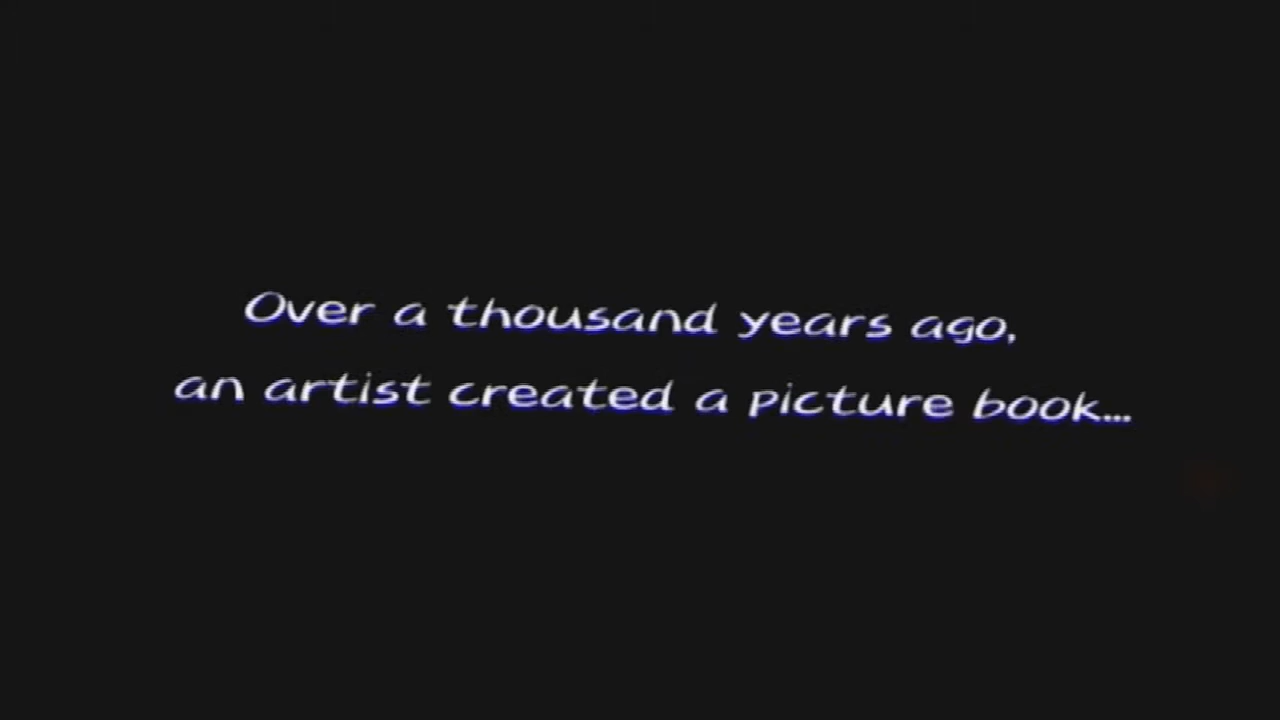 Over a thousand years ago,
an artist created a picture book...